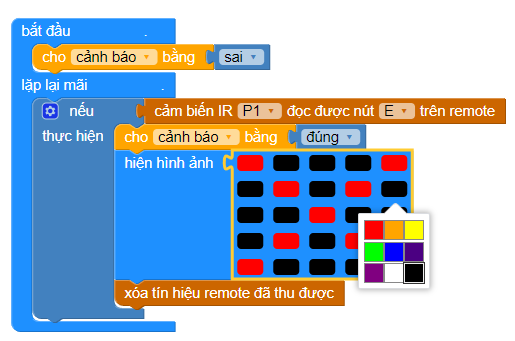 bắt đầu .
cho cảnh báo bằng sai
lặp lại mãi .
nếu cảm biến IR P1 đọc được nút E trên remote
thực hiện cho cảnh báo bằng đúng
hiện hình ảnh
xóa tín hiệu remote đã thu được